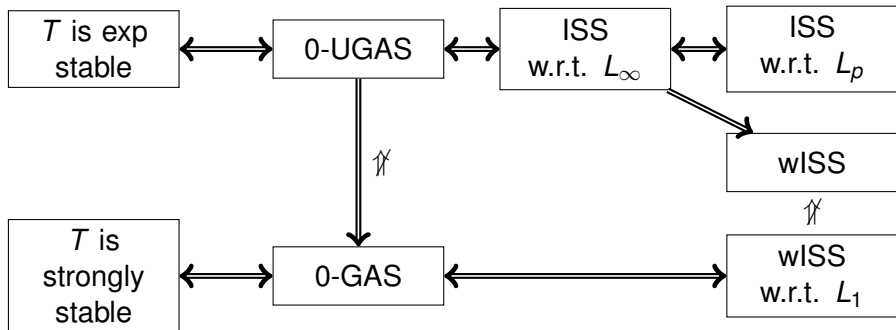 T is exp
stable
0-UGAS
ISS
w.r.t. L∞
ISS
w.r.t. Lp
⇑̸
wISS
⇑̸
T is
strongly
stable
0-GAS
wISS
w.r.t. L1